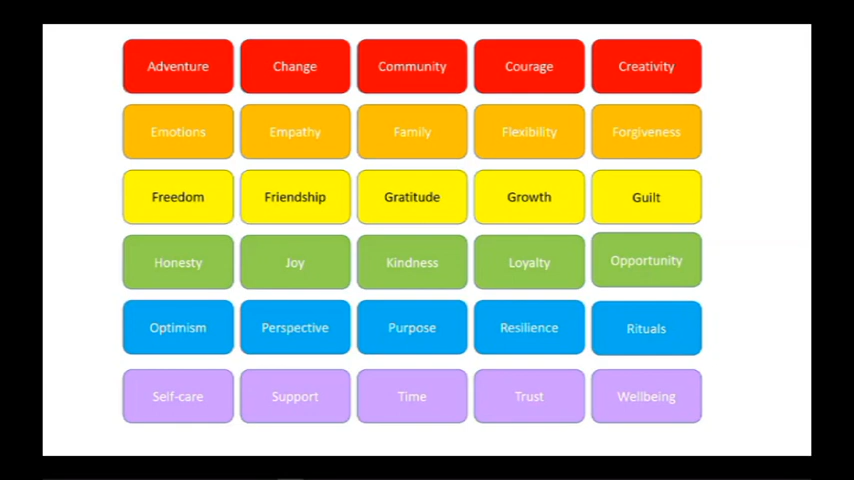 Adventure Change Community Courage Creativity
Emotions Empathy Family Flexibility Forgiveness
Freedom Friendship Gratitude Growth Guilt
Honesty Joy Kindness Loyalty Opportunity
Optimism Perspective Purpose Resilience Rituals
Self-care Support Time Trust Wellbeing